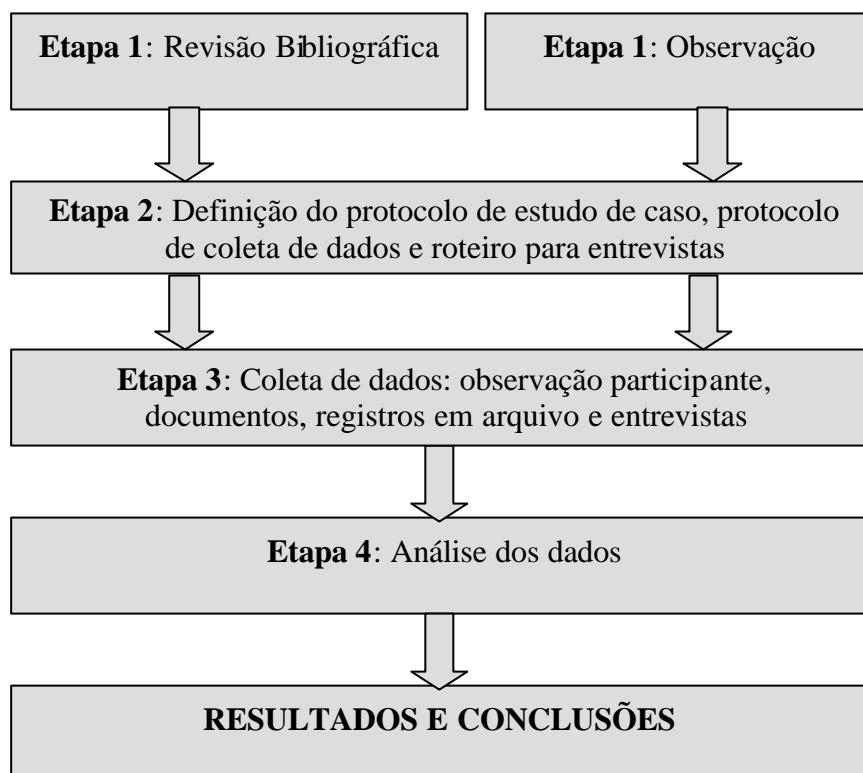 Etapa 1: Revisão Bibliográfica
Etapa 1: Observação
Etapa 2: Definição do protocolo de estudo de caso, protocolo
de coleta de dados e roteiro para entrevistas
Etapa 3: Coleta de dados: observação participante,
documentos, registros em arquivo e entrevistas
Etapa 4: Análise dos dados
RESULTADOS E CONCLUSÕES